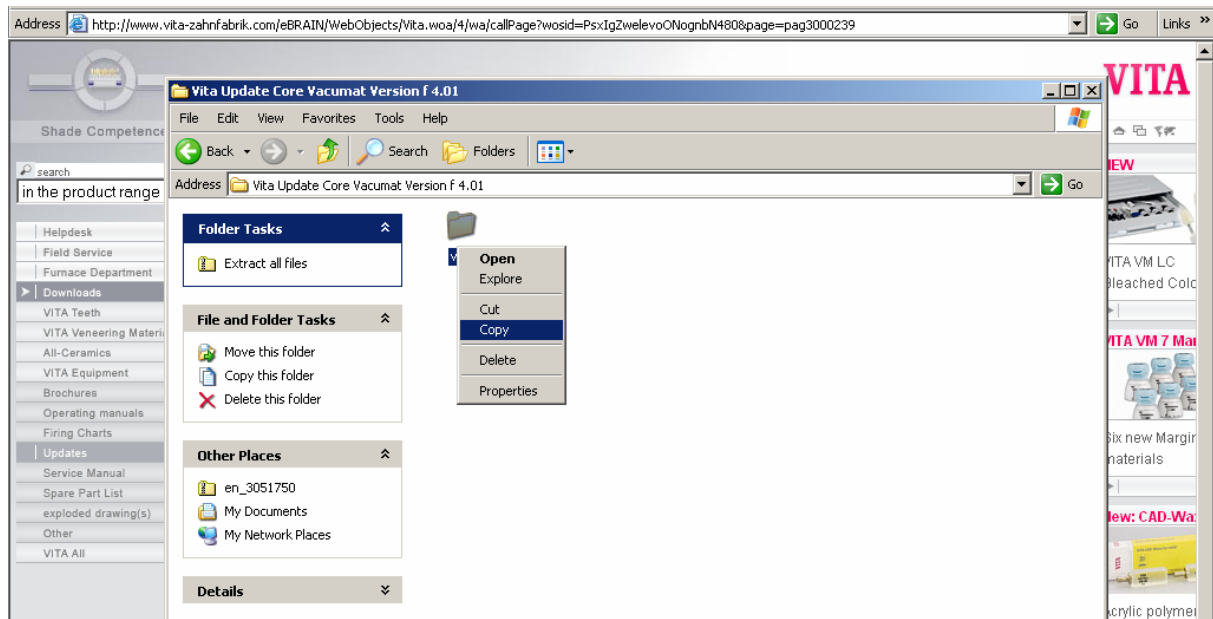 Address http://www.vita-zahnfabrik.com/eBRAIN/WebObjects/Vita.woa/4/wa/callPage?wosid=PsxIgZwelevoONognbN480&page=pag3000239 Go Links »
VITA
Shade Competence
search
in the product range
Helpdesk
Field Service
Furnace Department
Downloads
VITA Teeth
VITA Veneering Materi
All-Ceramics
VITA Equipment
Brochures
Operating manuals
Firing Charts
Updates
Service Manual
Spare Part List
exploded drawing(s)
Other
VITA All
Vita Update Core Vacumat Version f 4.01
File Edit View Favorites Tools Help
Back Search Folders
Address Vita Update Core Vacumat Version f 4.01 Go
Folder Tasks
Extract all files
File and Folder Tasks
Move this folder
Copy this folder
Delete this folder
Other Places
en_3051750
My Documents
My Network Places
Details
v
Open
Explore
Cut
Copy
Delete
Properties
EW
VITA VM LC
Bleached Colo
VITA VM 7 Mar
Six new Margin
materials
New: CAD-Wa
Acrylic polymer